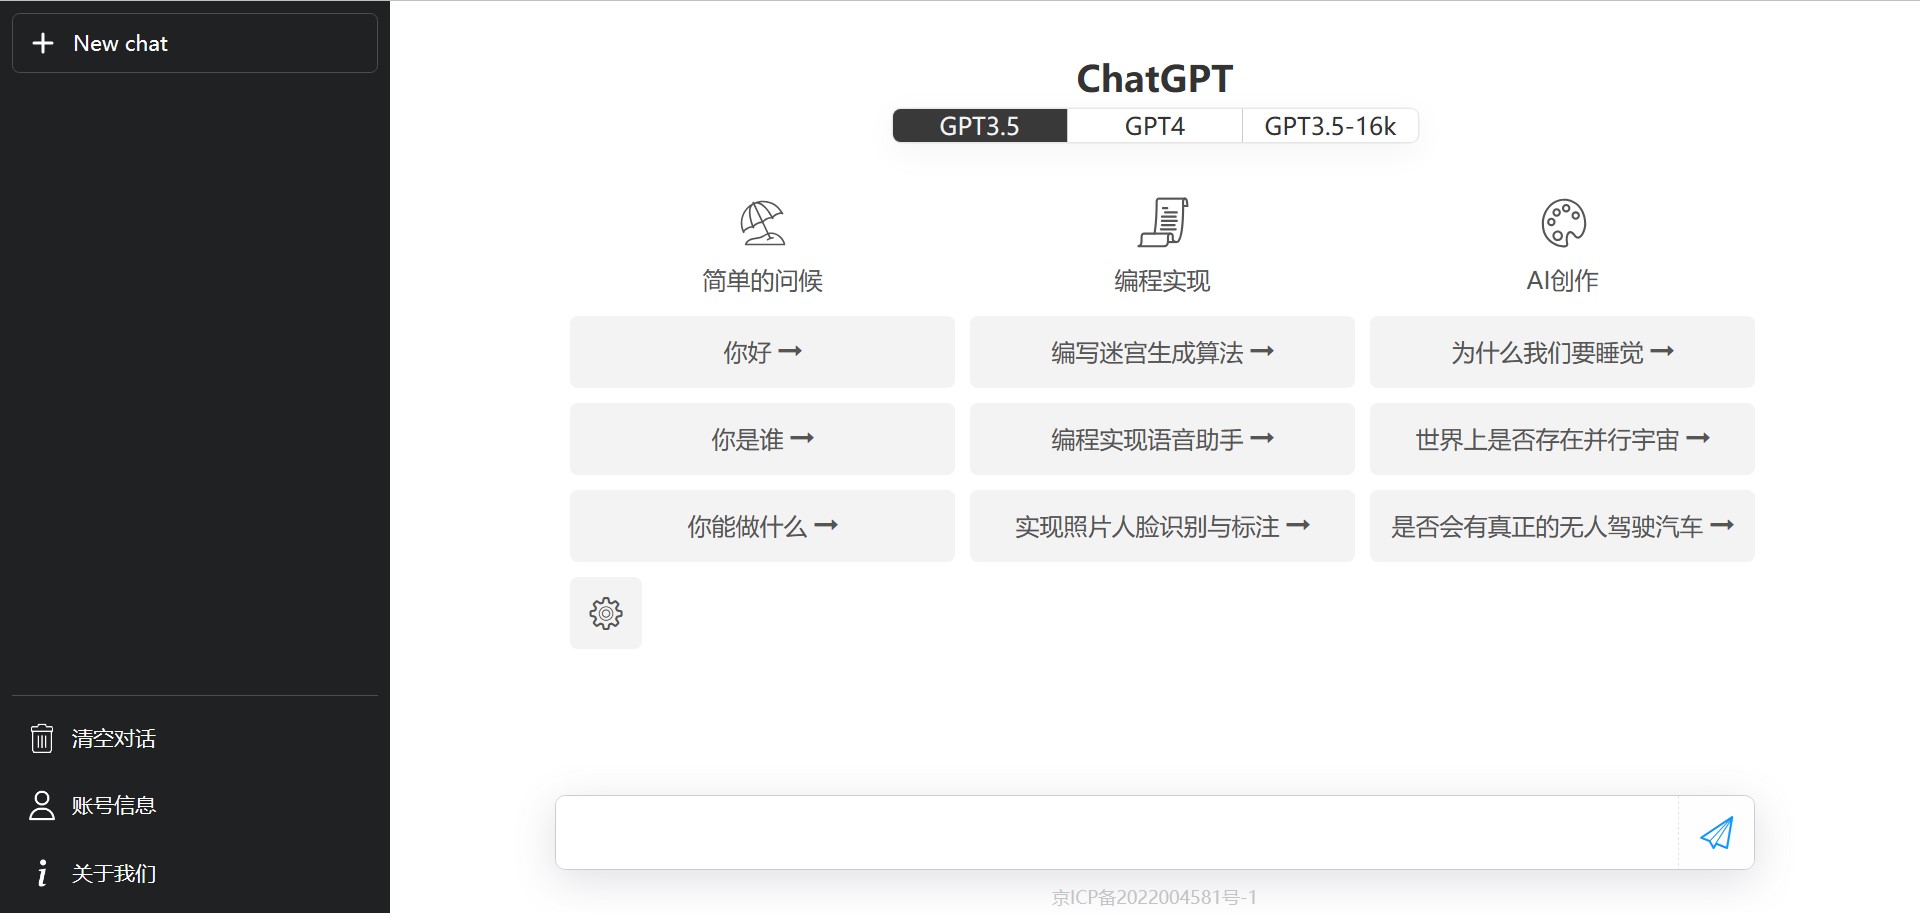 New chat
清空对话
账号信息
关于我们
ChatGPT
GPT3.5
GPT4
GPT3.5-16k
简单的问候
你好
你是谁
你能做什么
编程实现
编写迷宫生成算法
编程实现语音助手
实现照片人脸识别与标注
AI创作
为什么我们要睡觉
世界上是否存在并行宇宙
是否会有真正的无人驾驶汽车
京ICP备2022004581号-1